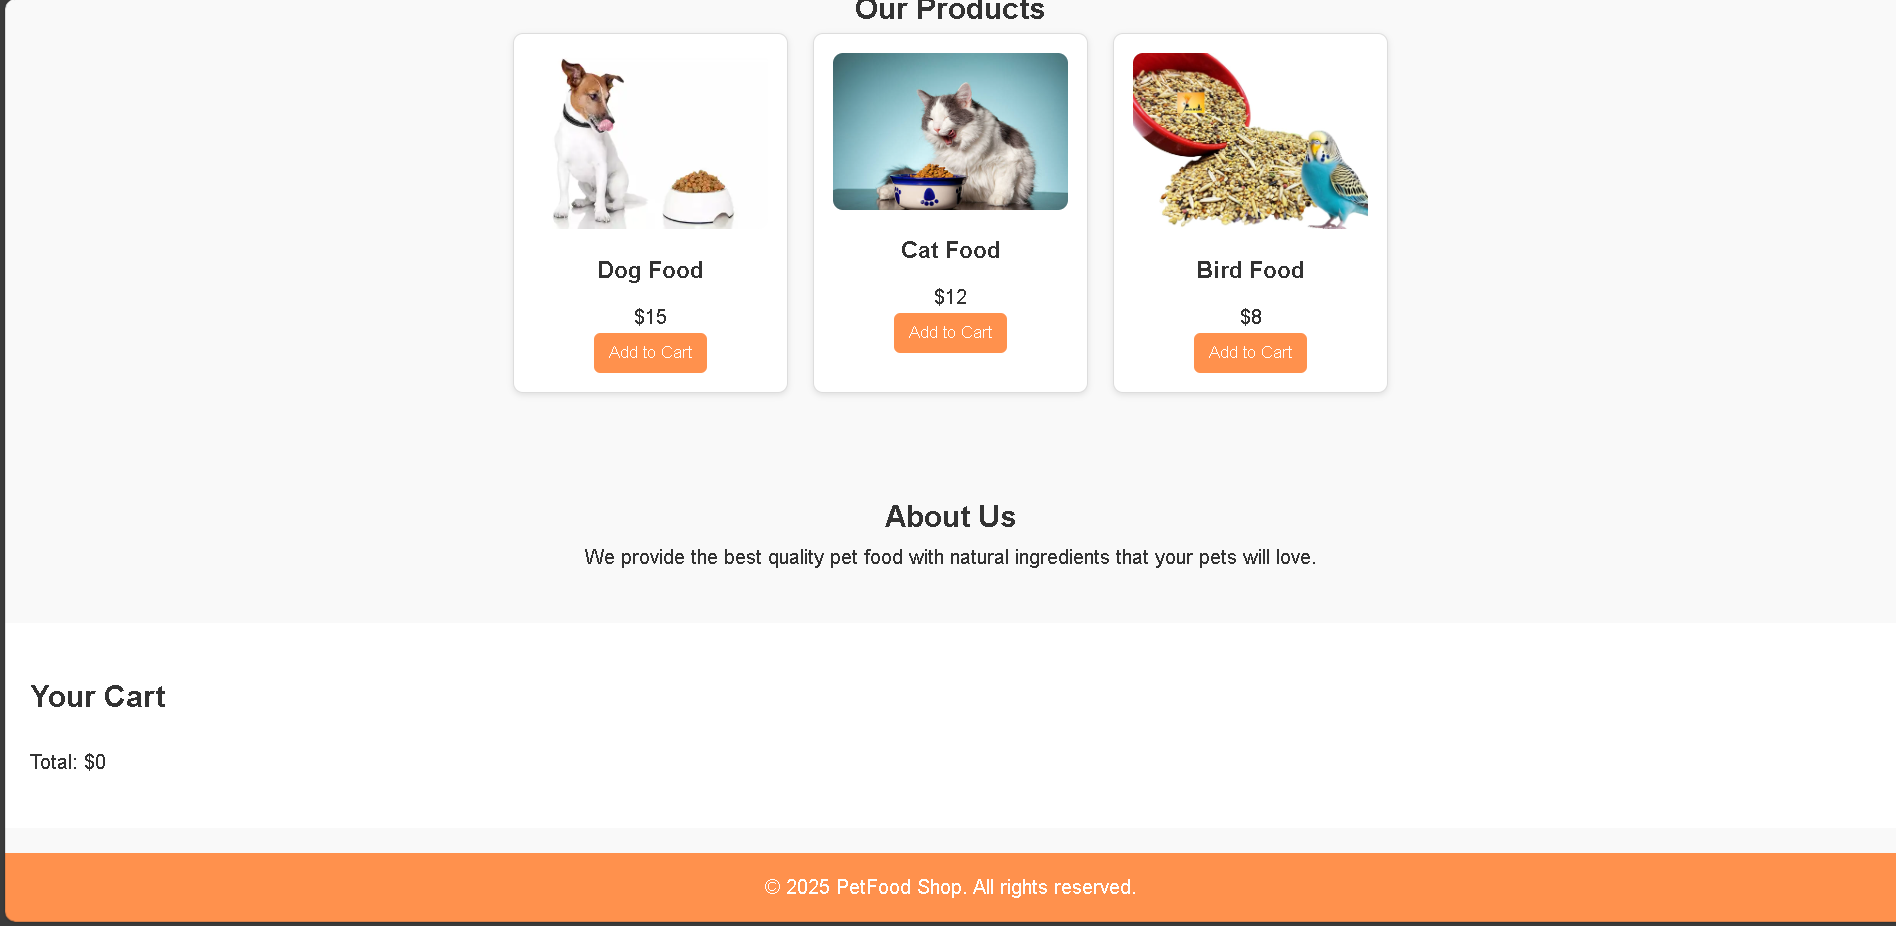 Our Products
Dog Food
$15
Add to Cart
Cat Food
$12
Add to Cart
Bird Food
$8
Add to Cart
About Us
We provide the best quality pet food with natural ingredients that your pets will love.
Your Cart
Total: $0
© 2025 PetFood Shop. All rights reserved.